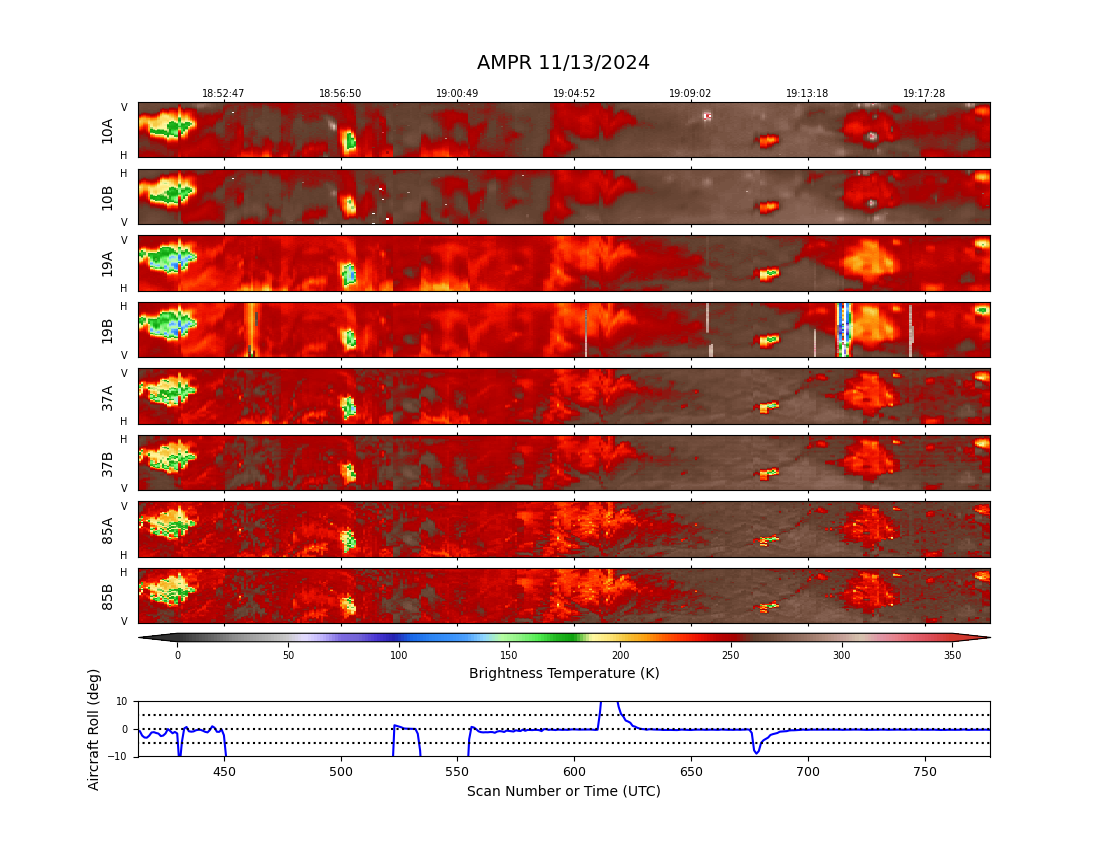 AMPR 11/13/2024
18:52:47 18:56:50 19:00:49 19:04:52 19:09:02 19:13:18 19:17:28
V
10A
H
H
10B
V
V
19A
H
H
19B
V
V
37A
H
H
37B
V
V
85A
H
H
85B
V
0 50 100 150 200 250 300 350
Brightness Temperature (K)
Aircraft Roll (deg)
10
0
−10
450 500 550 600 650 700 750
Scan Number or Time (UTC)